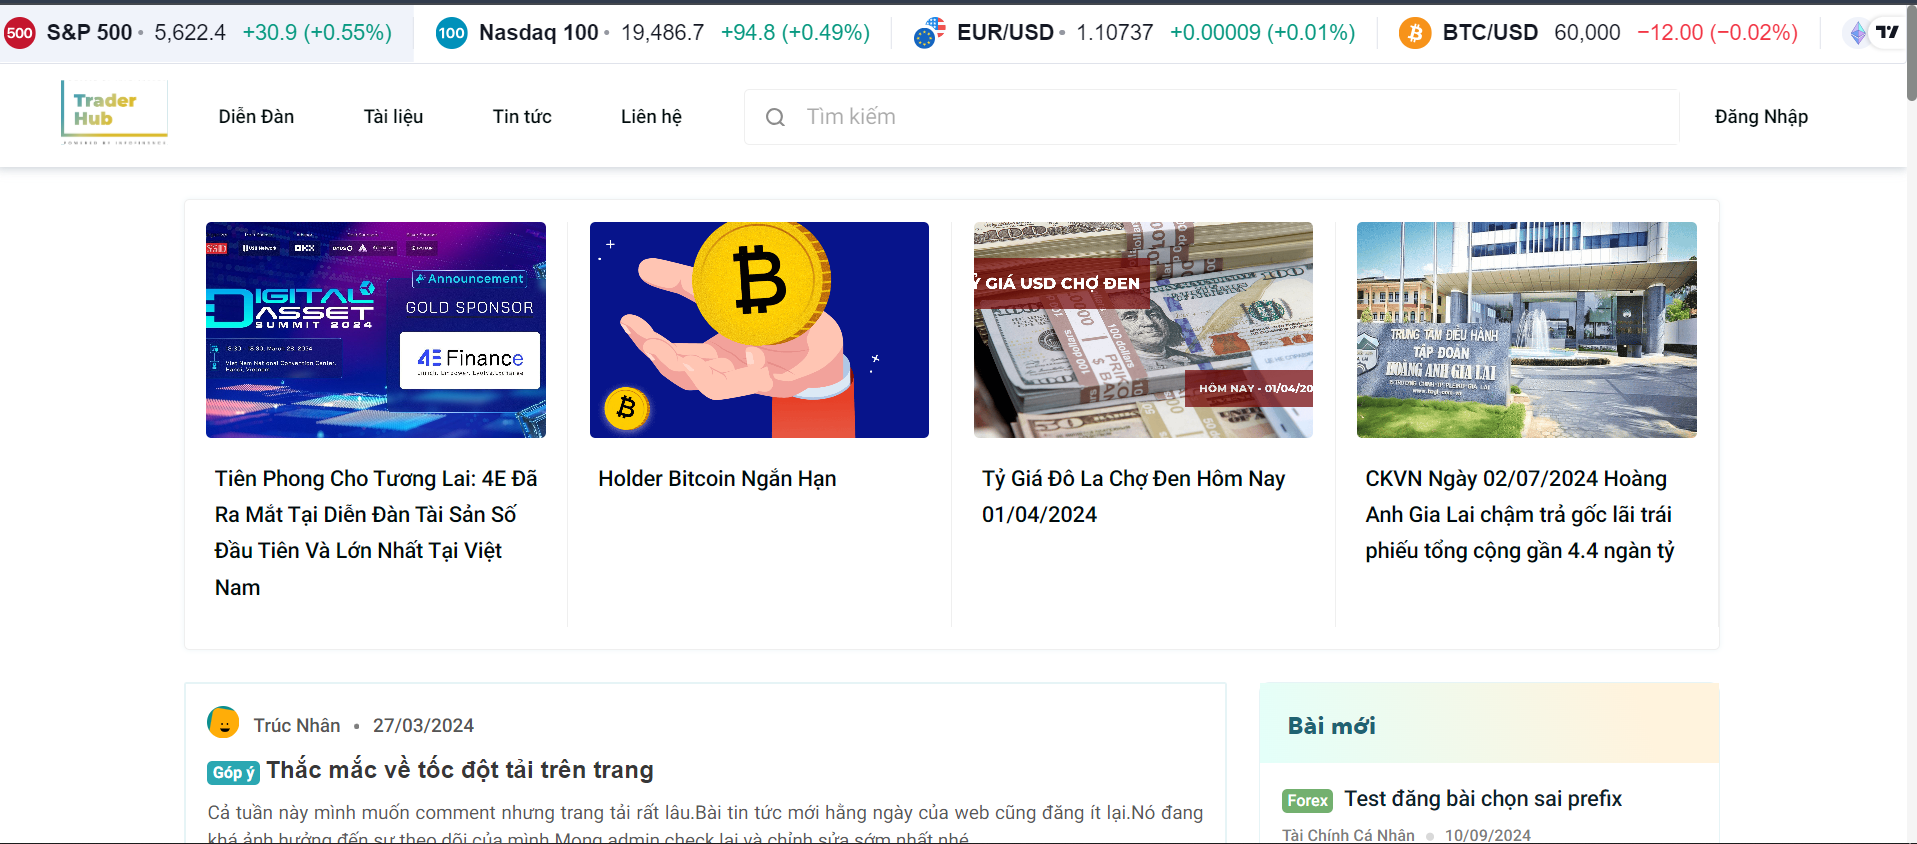 500 S&P 500 • 5,622.4 +30.9 (+0.55%) 100 Nasdaq 100 • 19,486.7 +94.8 (+0.49%) EUR/USD • 1.10737 +0.00009 (+0.01%) BTC/USD 60,000 −12.00 (−0.02%)
Trader
Hub
Diễn Đàn Tài liệu Tin tức Liên hệ Tìm kiếm Đăng Nhập
Announcement
DIGITAL
ASSET
SUMMIT 2024
GOLD SPONSOR
4E Finance
Ỷ GIÁ USD CHỢ ĐEN
HÔM NAY - 01/04/20
TRUNG TÂM ĐIỀU HÀNH
TẬP ĐOÀN
HOÀNG ANH GIA LAI
Tiên Phong Cho Tương Lai: 4E Đã
Ra Mắt Tại Diễn Đàn Tài Sản Số
Đầu Tiên Và Lớn Nhất Tại Việt
Nam
Holder Bitcoin Ngắn Hạn
Tỷ Giá Đô La Chợ Đen Hôm Nay
01/04/2024
CKVN Ngày 02/07/2024 Hoàng
Anh Gia Lai chậm trả gốc lãi trái
phiếu tổng cộng gần 4.4 ngàn tỷ
Trúc Nhân • 27/03/2024
Góp ý Thắc mắc về tốc đột tải trên trang
Cả tuần này mình muốn comment nhưng trang tải rất lâu.Bài tin tức mới hằng ngày của web cũng đăng ít lại.Nó đang
khá ảnh hưởng đến sự theo dõi của mình.Mong admin check lại và chỉnh sửa sớm nhất nhé
Bài mới
Forex Test đăng bài chọn sai prefix
Tài Chính Cá Nhân • 10/09/2024